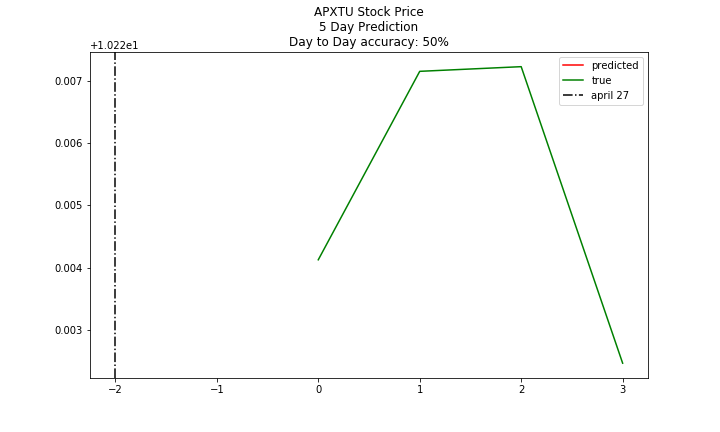 APXTU Stock Price
5 Day Prediction
Day to Day accuracy: 50%
+1.022e1
predicted
true
april 27
0.007
0.006
0.005
0.004
0.003
−2
−1
0
1
2
3